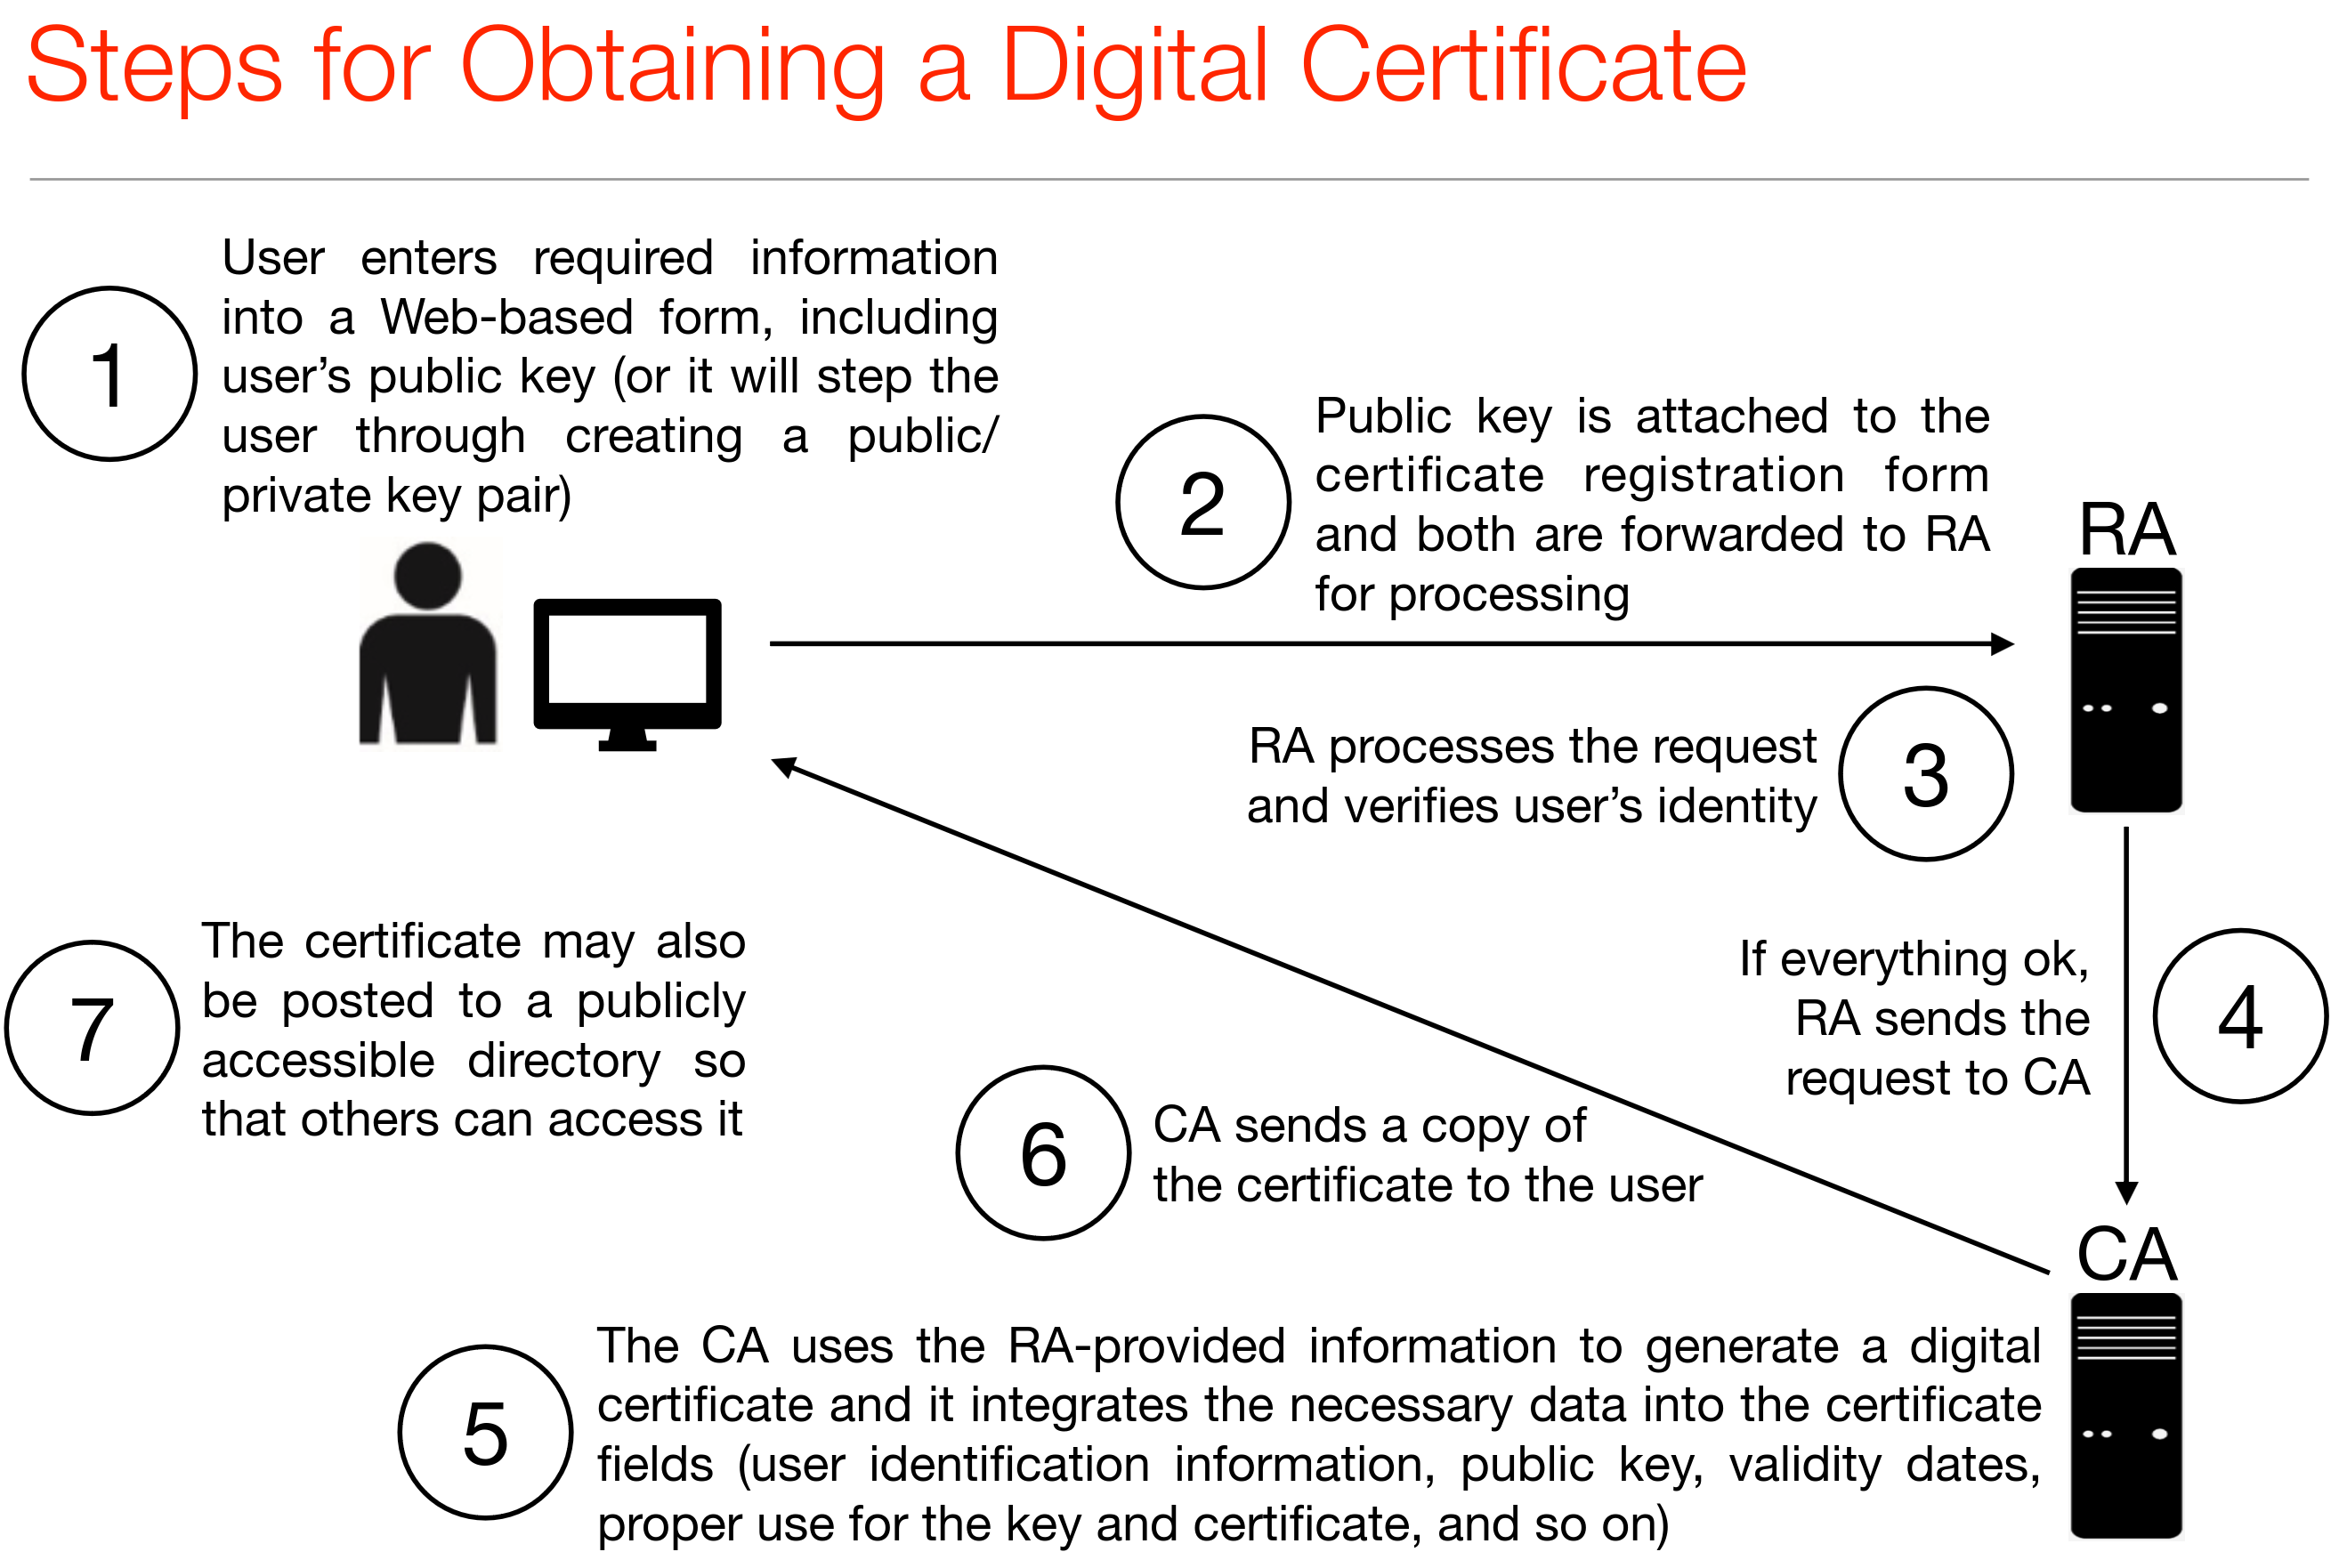 Steps for Obtaining a Digital Certificate
1
User enters required information
into a Web-based form, including
user’s public key (or it will step the
user through creating a public/
private key pair)
2
Public key is attached to the
certificate registration form
and both are forwarded to RA
for processing
RA
RA processes the request
and verifies user’s identity
3
If everything ok,
RA sends the
request to CA
4
CA
5
The CA uses the RA-provided information to generate a digital
certificate and it integrates the necessary data into the certificate
fields (user identification information, public key, validity dates,
proper use for the key and certificate, and so on)
6
CA sends a copy of
the certificate to the user
7
The certificate may also
be posted to a publicly
accessible directory so
that others can access it